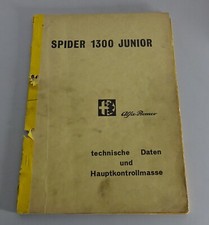 SPIDER 1300 JUNIOR
Alfa Romeo
technische Daten
und
Hauptkontrollmasse